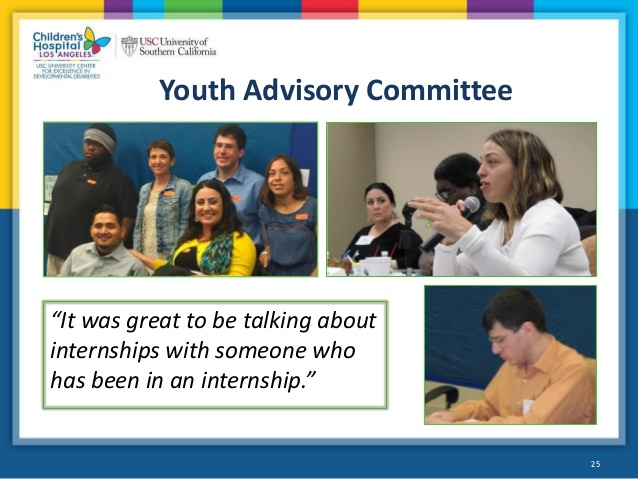 Children's
Hospital
LOS ANGELES
USC UNIVERSITY CENTER
FOR EXCELLENCE IN
DEVELOPMENTAL DISABILITIES
USC University of
Southern California
Youth Advisory Committee
“It was great to be talking about
internships with someone who
has been in an internship.”
25